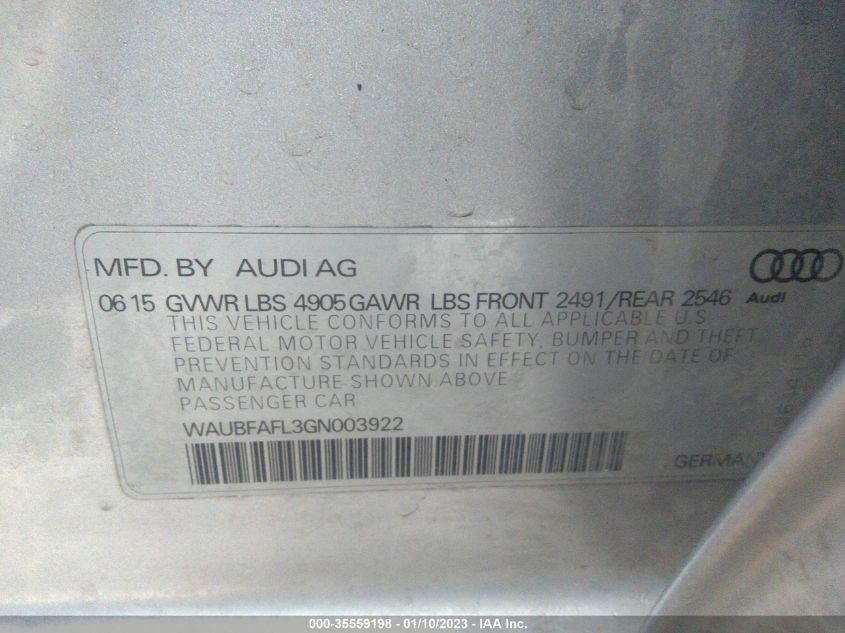 MFD. BY AUDI AG
06 15 GVWR LBS 4905 GAWR LBS FRONT 2491/REAR 2546
Audi
THIS VEHICLE CONFORMS TO ALL APPLICABLE U.S
FEDERAL MOTOR VEHICLE SAFETY, BUMPER AND THEFT
PREVENTION STANDARDS IN EFFECT ON THE DATE OF
MANUFACTURE SHOWN ABOVE
PASSENGER CAR
WAUBFAFL3GN003922
GERMANY
000-35559198 - 01/10/2023 - IAA Inc.